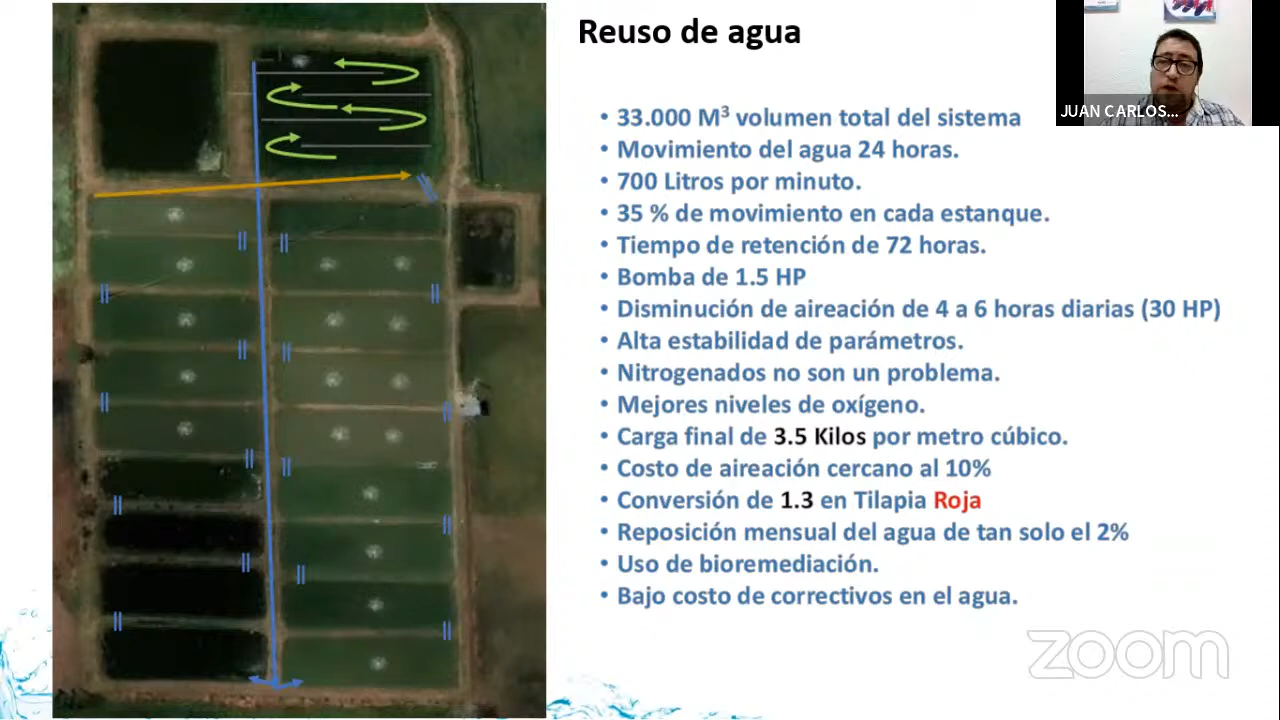 Reuso de agua
JUAN CARLOS...
• 33.000 M³ volumen total del sistema
• Movimiento del agua 24 horas.
• 700 Litros por minuto.
• 35 % de movimiento en cada estanque.
• Tiempo de retención de 72 horas.
• Bomba de 1.5 HP
• Disminución de aireación de 4 a 6 horas diarias (30 HP)
• Alta estabilidad de parámetros.
• Nitrogenados no son un problema.
• Mejores niveles de oxígeno.
• Carga final de 3.5 Kilos por metro cúbico.
• Costo de aireación cercano al 10%
• Conversión de 1.3 en Tilapia Roja
• Reposición mensual del agua de tan solo el 2%
• Uso de bioremediación.
• Bajo costo de correctivos en el agua.
zoom